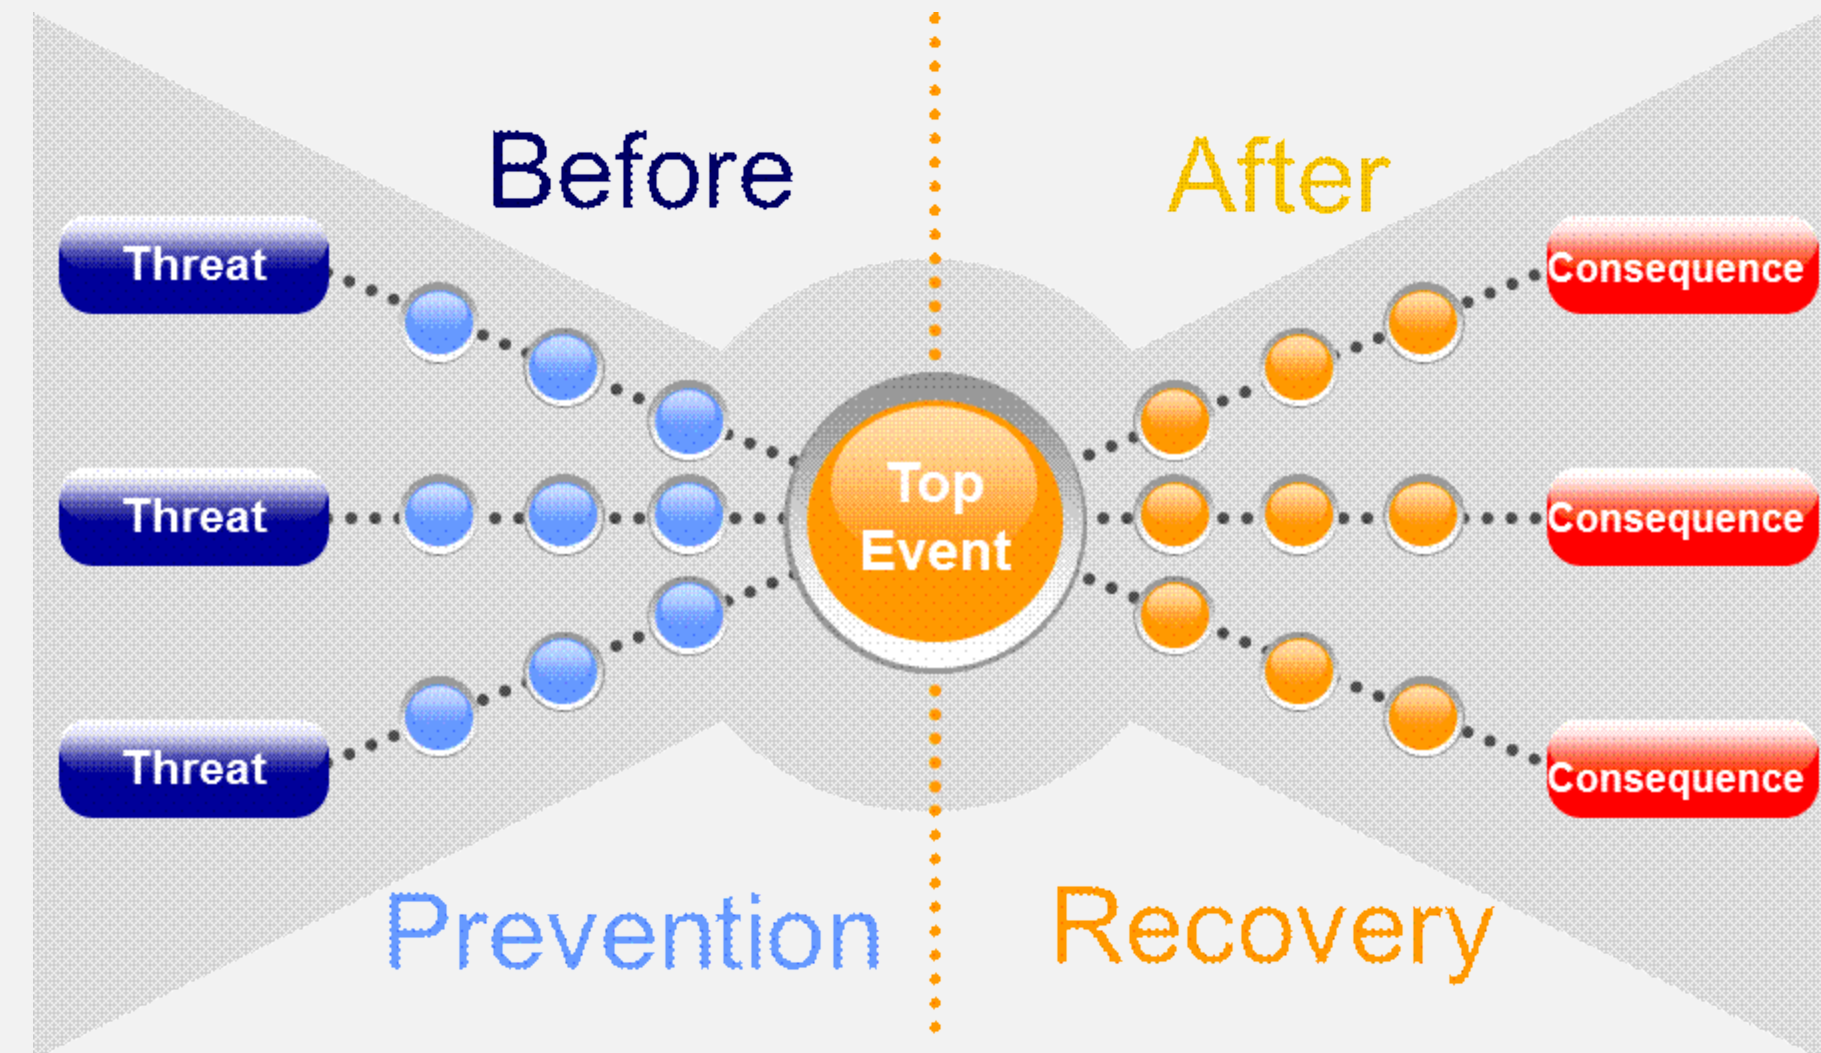 Before
After
Threat
Consequence
Top
Event
Threat
Consequence
Threat
Consequence
Prevention
Recovery